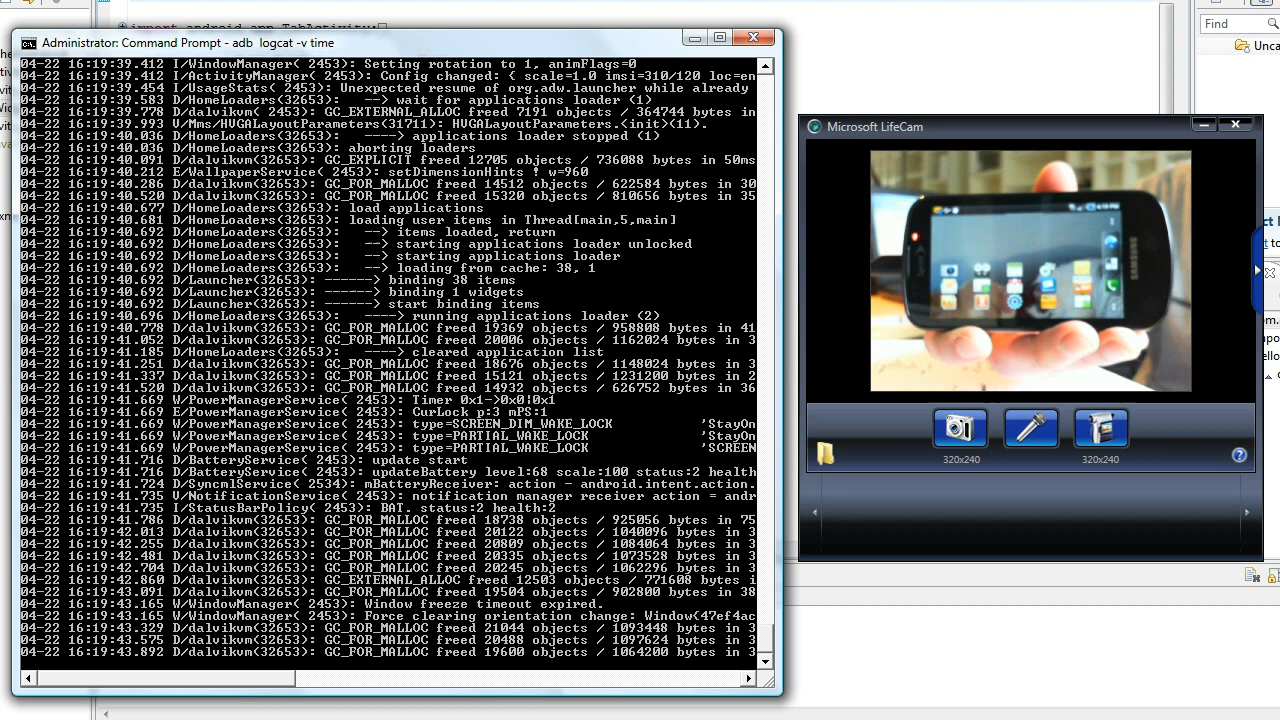 import android.app.TabActivity;
Administrator: Command Prompt - adb  logcat -v time
04-22 16:19:39.412 I/WindowManager( 2453): Setting rotation to 1, animFlags=0
04-22 16:19:39.412 I/ActivityManager( 2453): Config changed: { scale=1.0 imsi=310/120 loc=en
04-22 16:19:39.454 I/UsageStats( 2453): Unexpected resume of org.adw.launcher while already
04-22 16:19:39.583 D/HomeLoaders(32653):   --> wait for applications loader (1)
04-22 16:19:39.778 D/dalvikvm(32653): GC_EXTERNAL_ALLOC freed 7191 objects / 364744 bytes in
04-22 16:19:39.993 V/Mms/HVGALayoutParameters(31711): HVGALayoutParameters.<init>(11).
04-22 16:19:40.036 D/HomeLoaders(32653):   ----> applications loader stopped (1)
04-22 16:19:40.036 D/HomeLoaders(32653): aborting loaders
04-22 16:19:40.091 D/dalvikvm(32653): GC_EXPLICIT freed 12705 objects / 736088 bytes in 50ms
04-22 16:19:40.212 E/WallpaperService( 2453): setDimensionHints ! w=960
04-22 16:19:40.286 D/dalvikvm(32653): GC_FOR_MALLOC freed 14512 objects / 622584 bytes in 30
04-22 16:19:40.520 D/dalvikvm(32653): GC_FOR_MALLOC freed 15320 objects / 810656 bytes in 35
04-22 16:19:40.677 D/HomeLoaders(32653): load applications
04-22 16:19:40.681 D/HomeLoaders(32653): loading user items in Thread[main,5,main]
04-22 16:19:40.692 D/HomeLoaders(32653):   --> items loaded, return
04-22 16:19:40.692 D/HomeLoaders(32653):   --> starting applications loader unlocked
04-22 16:19:40.692 D/HomeLoaders(32653):   --> starting applications loader
04-22 16:19:40.692 D/HomeLoaders(32653):   --> loading from cache: 38, 1
04-22 16:19:40.692 D/Launcher(32653): ------> binding 38 items
04-22 16:19:40.692 D/Launcher(32653): ------> binding 1 widgets
04-22 16:19:40.692 D/Launcher(32653): ------> start binding items
04-22 16:19:40.696 D/HomeLoaders(32653):   ----> running applications loader (2)
04-22 16:19:40.778 D/dalvikvm(32653): GC_FOR_MALLOC freed 19369 objects / 958808 bytes in 41
04-22 16:19:41.052 D/dalvikvm(32653): GC_FOR_MALLOC freed 20006 objects / 1162024 bytes in 3
04-22 16:19:41.185 D/HomeLoaders(32653):   ----> cleared application list
04-22 16:19:41.251 D/dalvikvm(32653): GC_FOR_MALLOC freed 18676 objects / 1148024 bytes in 3
04-22 16:19:41.337 D/dalvikvm(32653): GC_FOR_MALLOC freed 15121 objects / 1231200 bytes in 2
04-22 16:19:41.520 D/dalvikvm(32653): GC_FOR_MALLOC freed 14932 objects / 626752 bytes in 36
04-22 16:19:41.669 W/PowerManagerService( 2453): Timer 0x1->0x0|0x1
04-22 16:19:41.669 E/PowerManagerService( 2453): CurLock p:3 mPS:1
04-22 16:19:41.669 W/PowerManagerService( 2453): type=SCREEN_DIM_WAKE_LOCK           'StayOn
04-22 16:19:41.669 W/PowerManagerService( 2453): type=PARTIAL_WAKE_LOCK              'StayOn
04-22 16:19:41.669 W/PowerManagerService( 2453): type=PARTIAL_WAKE_LOCK              'SCREEN
04-22 16:19:41.716 D/BatteryService( 2453): update start
04-22 16:19:41.716 D/BatteryService( 2453): updateBattery level:68 scale:100 status:2 health
04-22 16:19:41.724 D/SyncmlService( 2534): mBatteryReceiver: action - android.intent.action.
04-22 16:19:41.735 V/NotificationService( 2453): notification manager receiver action = andr
04-22 16:19:41.735 I/StatusBarPolicy( 2453): BAT. status:2 health:2
04-22 16:19:41.786 D/dalvikvm(32653): GC_FOR_MALLOC freed 18738 objects / 925056 bytes in 75
04-22 16:19:42.013 D/dalvikvm(32653): GC_FOR_MALLOC freed 20122 objects / 1040096 bytes in 3
04-22 16:19:42.255 D/dalvikvm(32653): GC_FOR_MALLOC freed 20809 objects / 1084064 bytes in 3
04-22 16:19:42.481 D/dalvikvm(32653): GC_FOR_MALLOC freed 20335 objects / 1073528 bytes in 3
04-22 16:19:42.704 D/dalvikvm(32653): GC_FOR_MALLOC freed 20245 objects / 1062296 bytes in 3
04-22 16:19:42.860 D/dalvikvm(32653): GC_EXTERNAL_ALLOC freed 12503 objects / 771608 bytes i
04-22 16:19:43.091 D/dalvikvm(32653): GC_FOR_MALLOC freed 19504 objects / 902800 bytes in 38
04-22 16:19:43.165 W/WindowManager( 2453): Window freeze timeout expired.
04-22 16:19:43.165 W/WindowManager( 2453): Force clearing orientation change: Window{47ef4ac
04-22 16:19:43.329 D/dalvikvm(32653): GC_FOR_MALLOC freed 21044 objects / 1093448 bytes in 3
04-22 16:19:43.575 D/dalvikvm(32653): GC_FOR_MALLOC freed 20488 objects / 1097624 bytes in 3
04-22 16:19:43.892 D/dalvikvm(32653): GC_FOR_MALLOC freed 19600 objects / 1064200 bytes in 3
Find
Unca
Microsoft LifeCam
SAMSUNG
320x240
320x240